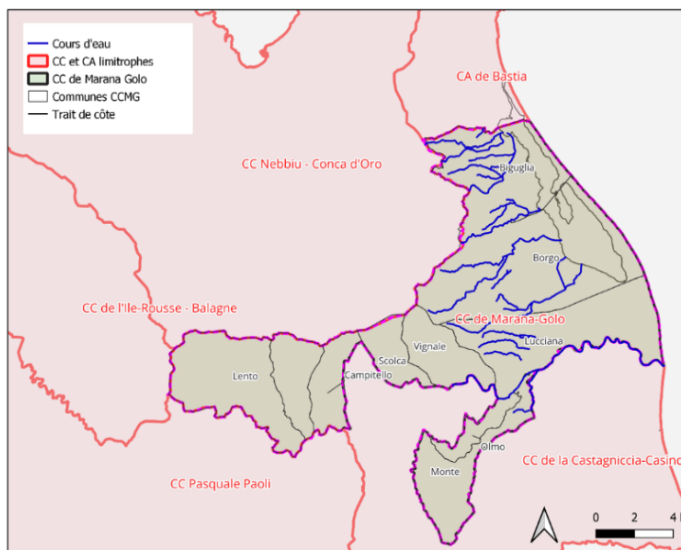 Cours d'eau
CC et CA limitrophes
CC de Marana Golo
Communes CCMG
Trait de côte
CA de Bastia
CC Nebbiu - Conca d'Oro
Biguglia
Borgo
CC de l'Ile-Rousse - Balagne
CC de Marana-Golo
Lucciana
Vignale
Scolca
Lento
Campitello
Olmo
CC de la Castagniccia-Casinc
Monte
CC Pasquale Paoli
0 2 4